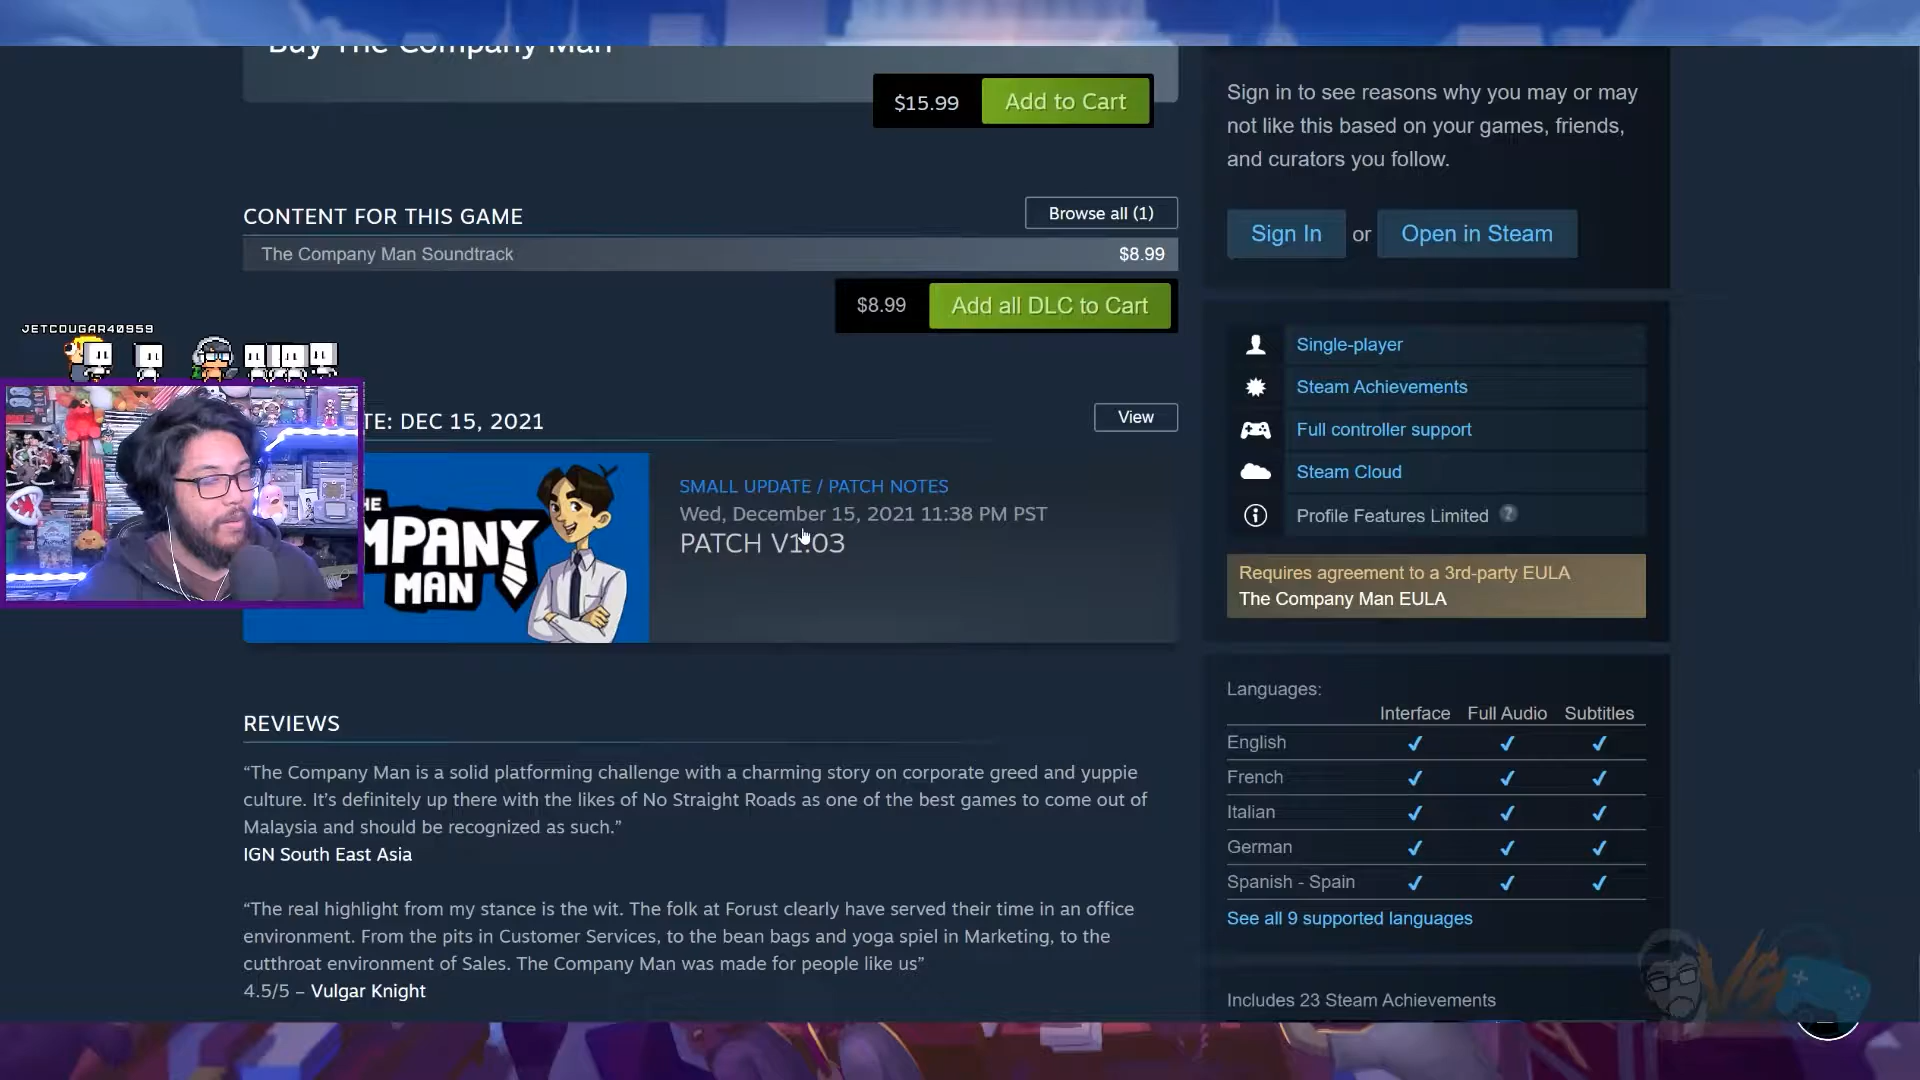 Buy The Company Man
$15.99
Add to Cart
CONTENT FOR THIS GAME
Browse all (1)
The Company Man Soundtrack
$8.99
$8.99
Add all DLC to Cart
JETCOUGAR40959
TE: DEC 15, 2021
View
HE
MPANY
MAN
SMALL UPDATE / PATCH NOTES
Wed, December 15, 2021 11:38 PM PST
PATCH V1.03
REVIEWS
“The Company Man is a solid platforming challenge with a charming story on corporate greed and yuppie
culture. It’s definitely up there with the likes of No Straight Roads as one of the best games to come out of
Malaysia and should be recognized as such.”
IGN South East Asia
“The real highlight from my stance is the wit. The folk at Forust clearly have served their time in an office
environment. From the pits in Customer Services, to the bean bags and yoga spiel in Marketing, to the
cutthroat environment of Sales. The Company Man was made for people like us”
4.5/5 – Vulgar Knight
Sign in to see reasons why you may or may
not like this based on your games, friends,
and curators you follow.
Sign In or Open in Steam
Single-player
Steam Achievements
Full controller support
Steam Cloud
Profile Features Limited ?
Requires agreement to a 3rd-party EULA
The Company Man EULA
Languages:
Interface Full Audio Subtitles
English ✔ ✔ ✔
French ✔ ✔ ✔
Italian ✔ ✔ ✔
German ✔ ✔ ✔
Spanish - Spain ✔ ✔ ✔
See all 9 supported languages
Includes 23 Steam Achievements
VS